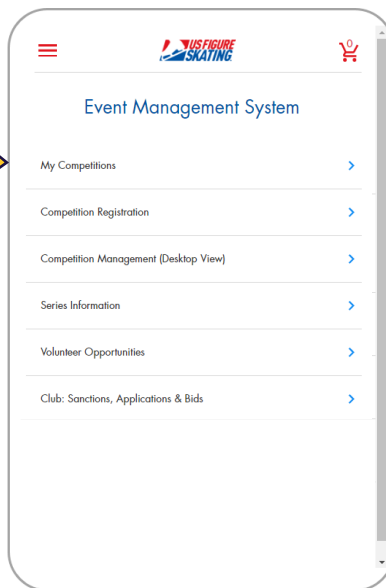 US FIGURE
SKATING
0
Event Management System
My Competitions
Competition Registration
Competition Management (Desktop View)
Series Information
Volunteer Opportunities
Club: Sanctions, Applications & Bids